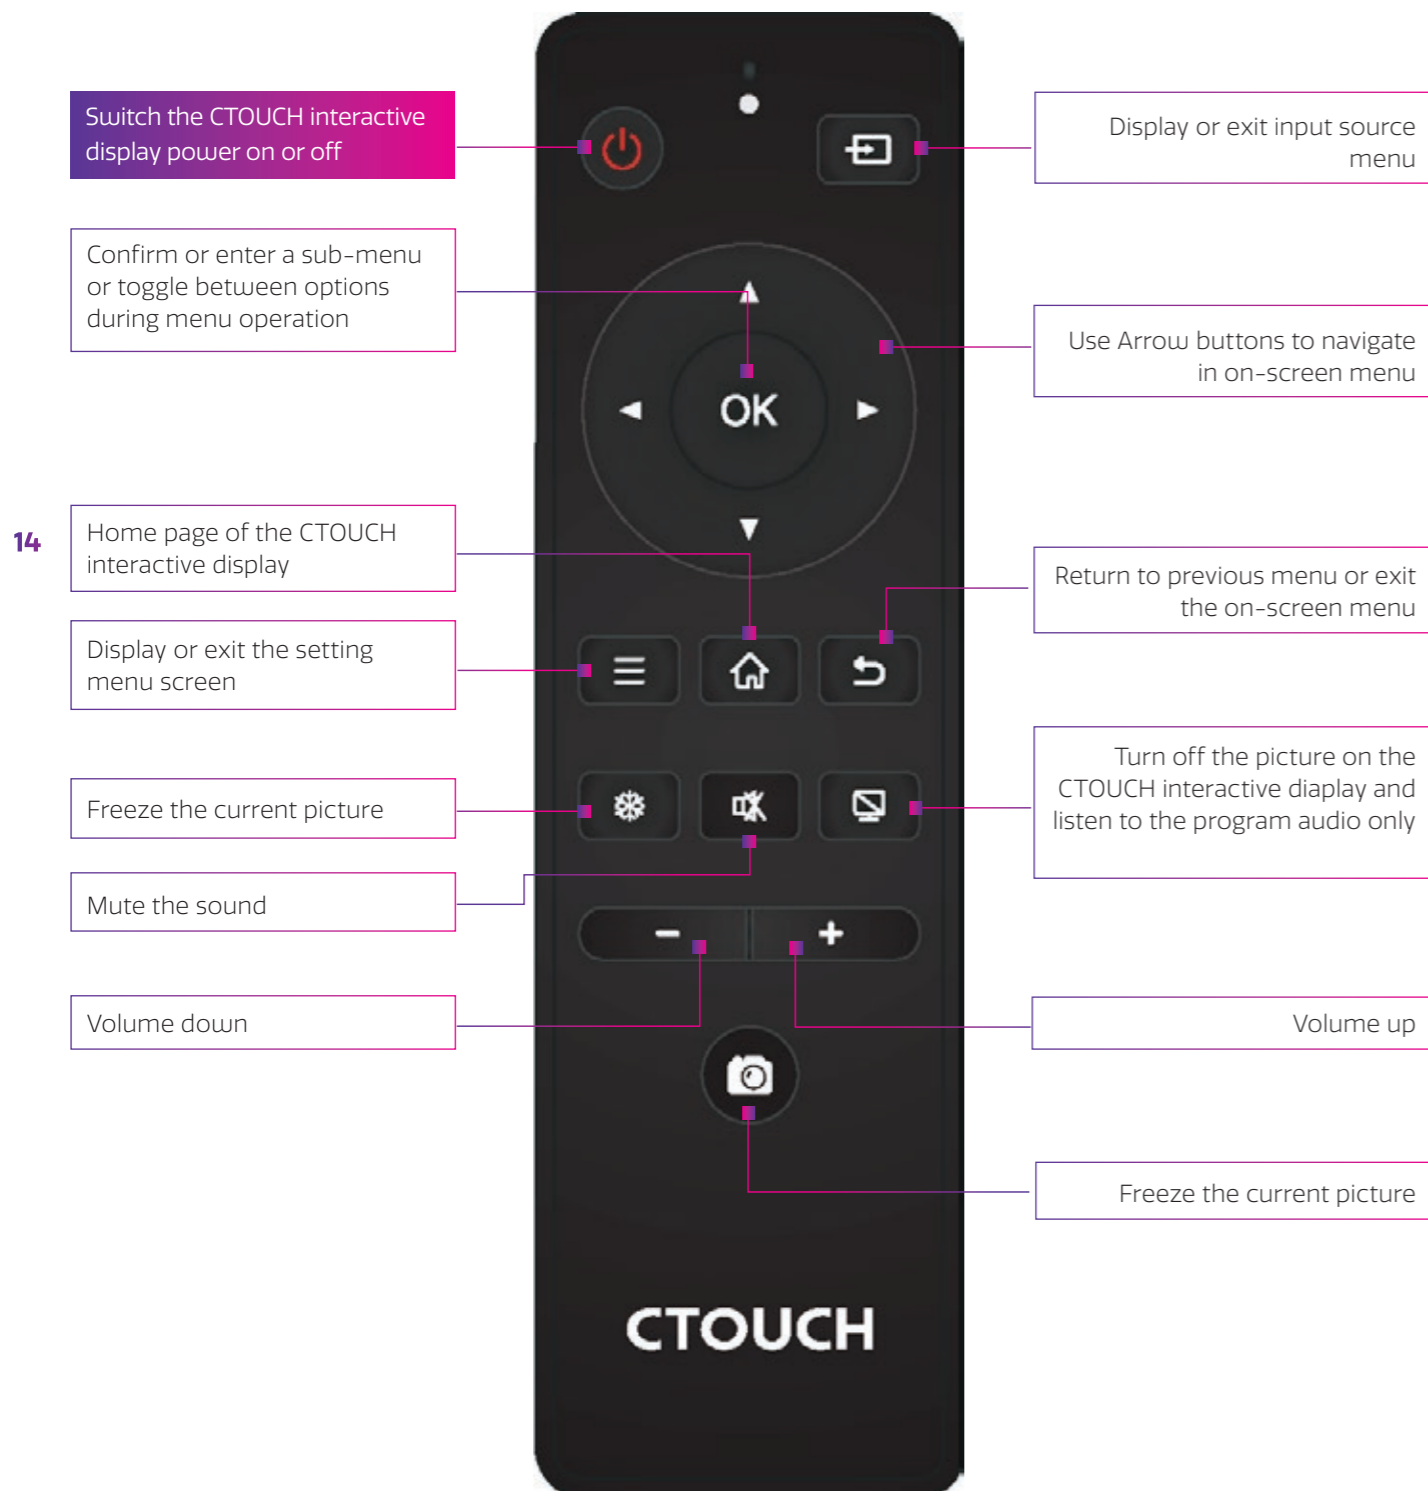 Switch the CTOUCH interactive
display power on or off
Display or exit input source
menu
Confirm or enter a sub-menu
or toggle between options
during menu operation
Use Arrow buttons to navigate
in on-screen menu
OK
14
Home page of the CTOUCH
interactive display
Return to previous menu or exit
the on-screen menu
Display or exit the setting
menu screen
Turn off the picture on the
CTOUCH interactive diaplay and
listen to the program audio only
Freeze the current picture
Mute the sound
Volume down
Volume up
Freeze the current picture
CTOUCH